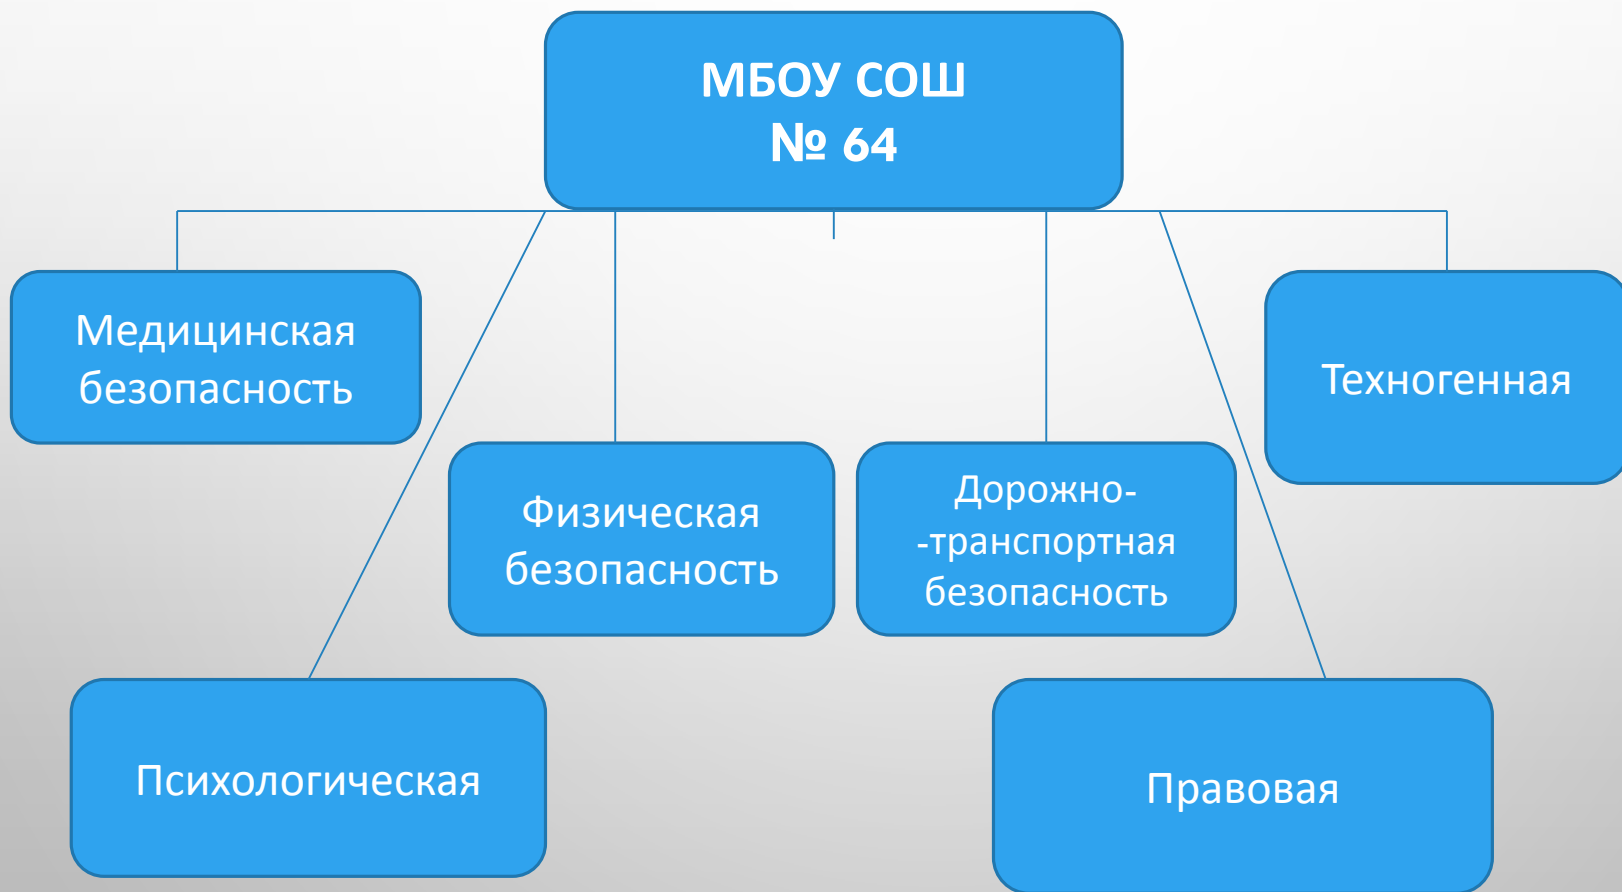 МБОУ СОШ
№ 64
Медицинская
безопасность
Техногенная
Физическая
безопасность
Дорожно-
-транспортная
безопасность
Психологическая
Правовая